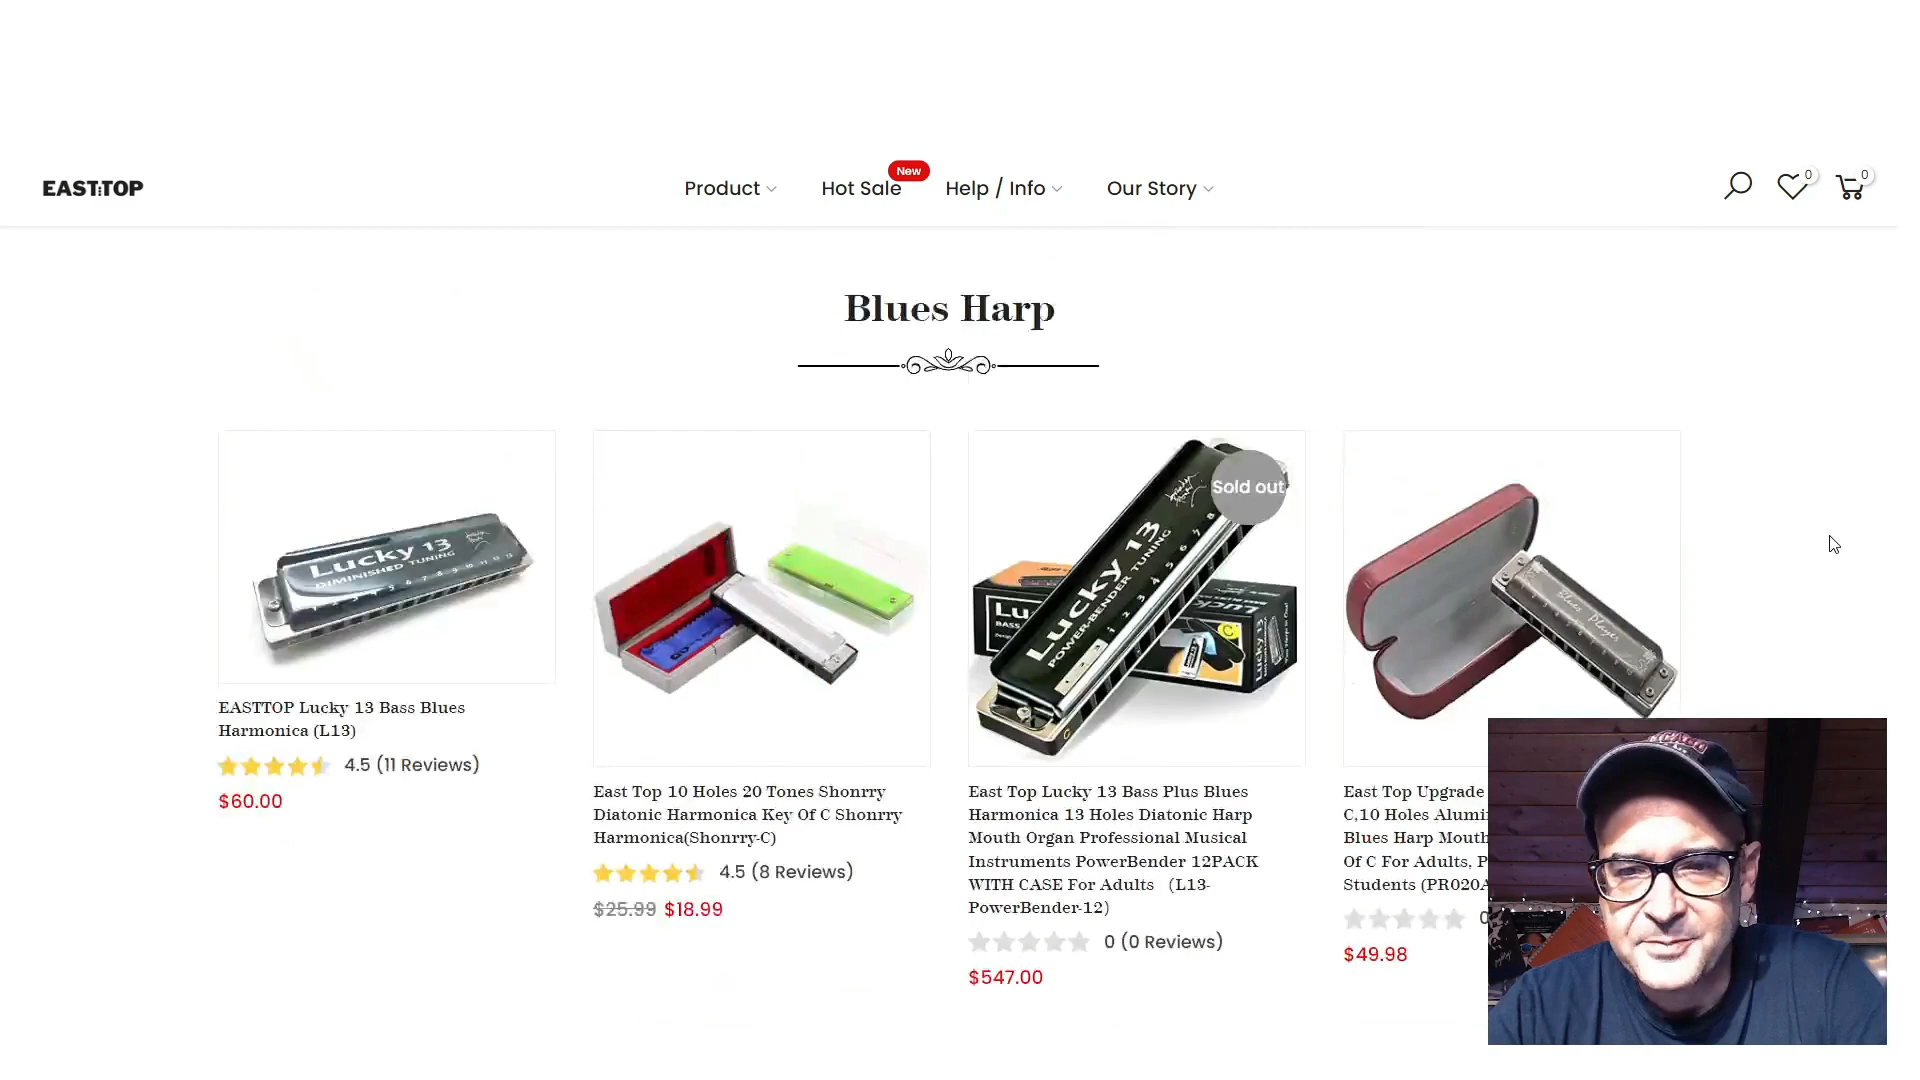 EAST:TOP
Product
Hot Sale
New
Help / Info
Our Story
0
0
Blues Harp
Lucky 13
DIMINISHED TUNING
Sold out
Lucky 13
POWER-BENDER TUNING
Blues Player
EASTTOP Lucky 13 Bass Blues
Harmonica (L13)
4.5 (11 Reviews)
$60.00
East Top 10 Holes 20 Tones Shonrry
Diatonic Harmonica Key Of C Shonrry
Harmonica(Shonrry-C)
4.5 (8 Reviews)
$25.99 $18.99
East Top Lucky 13 Bass Plus Blues
Harmonica 13 Holes Diatonic Harp
Mouth Organ Professional Musical
Instruments PowerBender 12PACK
WITH CASE For Adults (L13-
PowerBender-12)
0 (0 Reviews)
$547.00
East Top Upgrade
C,10 Holes Alumin
Blues Harp Mouth
Of C For Adults, P
Students (PR020A
$49.98